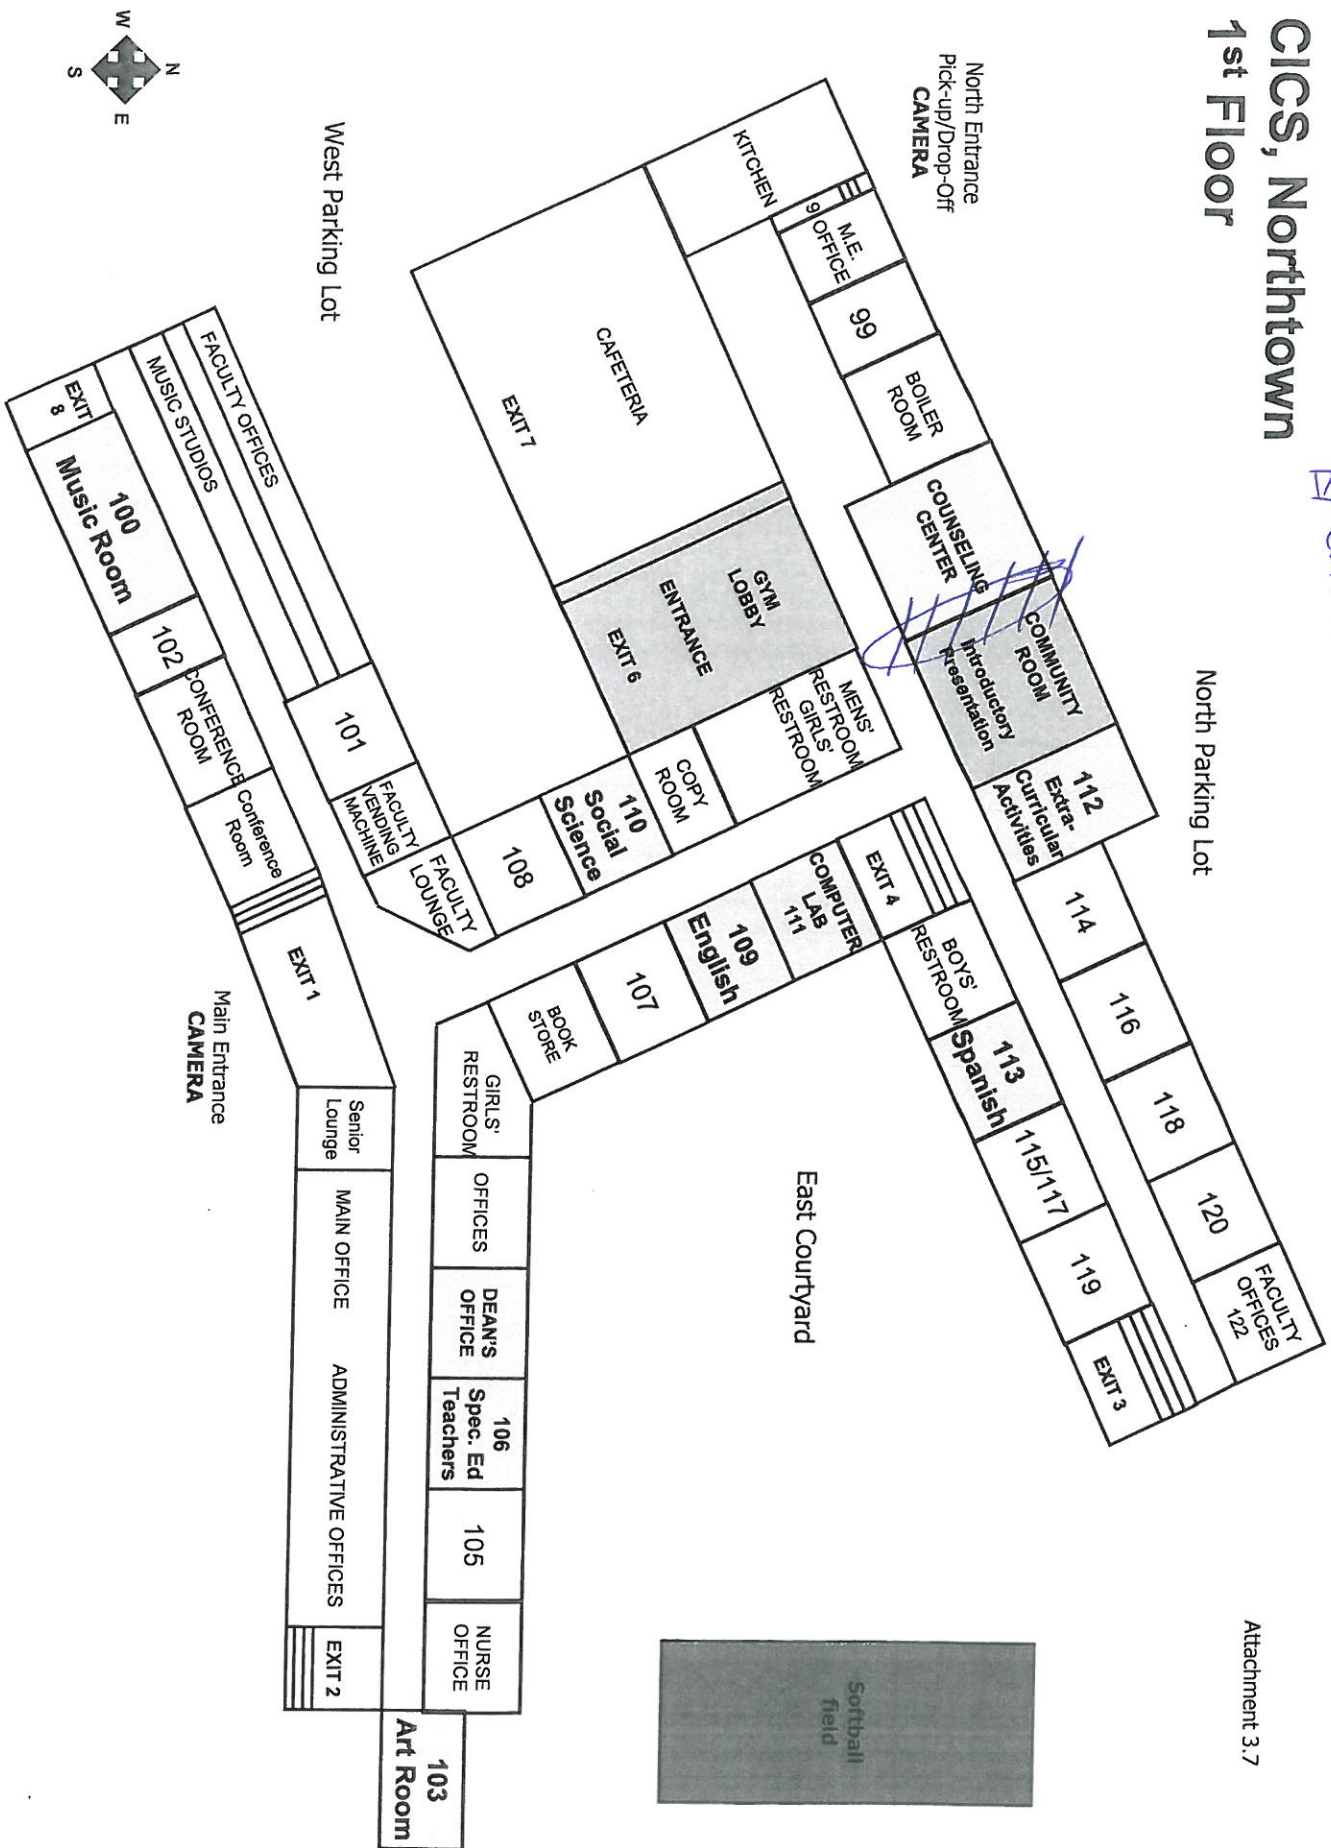 CICS, Northtown
1st Floor
Attachment 3.7
North Parking Lot
North Entrance
Pick-up/Drop-Off
CAMERA
KITCHEN
9
M.E.
OFFICE
99
BOILER
ROOM
COUNSELING
CENTER
COMMUNITY
ROOM
Introductory
Presentation
112
Extra-
Curricular
Activities
114
116
118
120
FACULTY
OFFICES
122
CAFETERIA
EXIT 7
GYM
LOBBY
ENTRANCE
EXIT 6
MENS'
RESTROOM
GIRLS'
RESTROOM
COPY
ROOM
110
Social
Science
108
FACULTY
LOUNGE
EXIT 4
COMPUTER
LAB
111
109
English
107
BOOK
STORE
BOYS'
RESTROOM
113
Spanish
115/117
119
EXIT 3
East Courtyard
Softball
field
West Parking Lot
N
W
E
S
FACULTY OFFICES
MUSIC STUDIOS
EXIT
8
100
Music Room
102
CONFERENCE
ROOM
Conference
Room
101
FACULTY
VENDING
MACHINE
EXIT 1
Main Entrance
CAMERA
GIRLS'
RESTROOM
OFFICES
DEAN'S
OFFICE
106
Spec. Ed
Teachers
105
NURSE
OFFICE
Senior
Lounge
MAIN OFFICE
ADMINISTRATIVE OFFICES
EXIT 2
103
Art Room